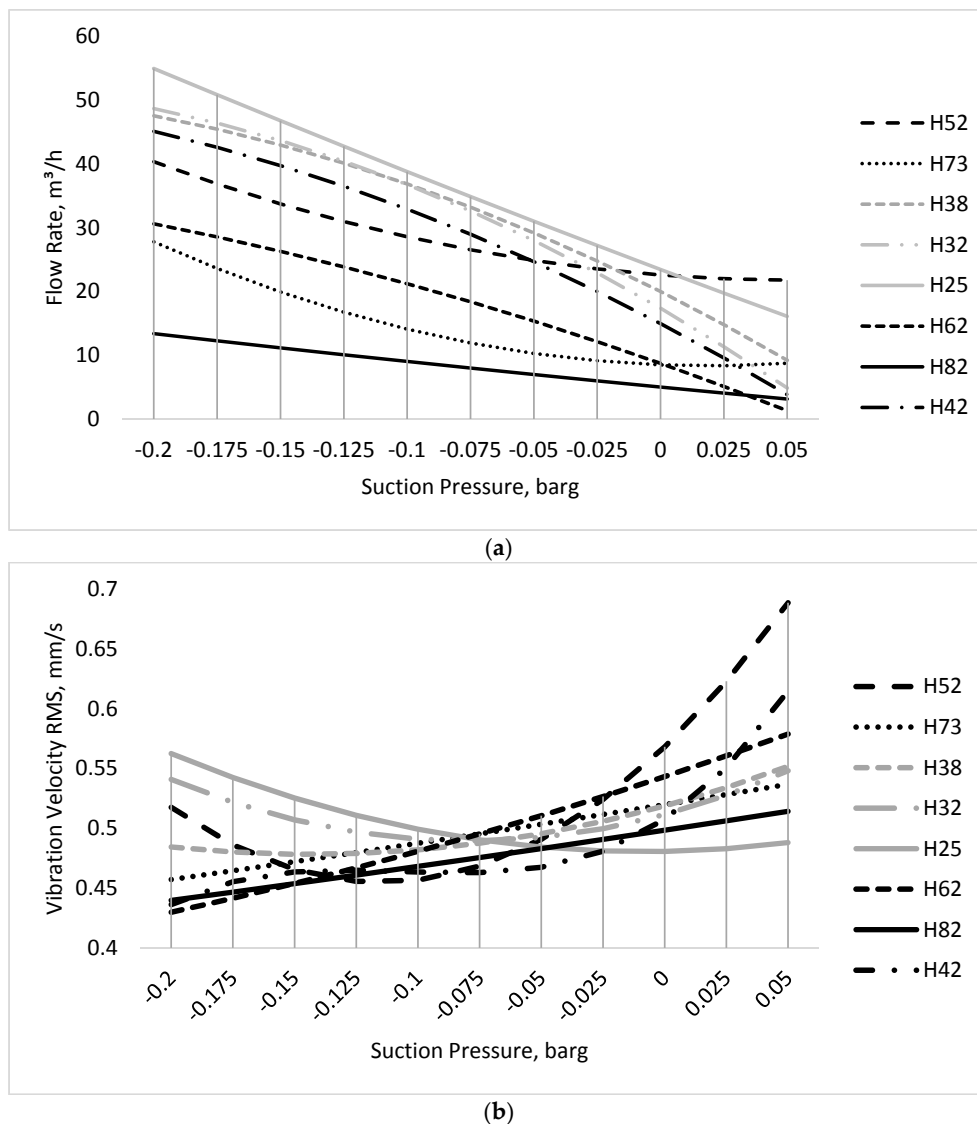 60
50
40
30
20
10
0
Flow Rate, m³/h
-0.2 -0.175 -0.15 -0.125 -0.1 -0.075 -0.05 -0.025 0 0.025 0.05
Suction Pressure, barg
H52
H73
H38
H32
H25
H62
H82
H42
(a)
0.7
0.65
0.6
0.55
0.5
0.45
0.4
Vibration Velocity RMS, mm/s
-0.2 -0.175 -0.15 -0.125 -0.1 -0.075 -0.05 -0.025 0 0.025 0.05
Suction Pressure, barg
H52
H73
H38
H32
H25
H62
H82
H42
(b)